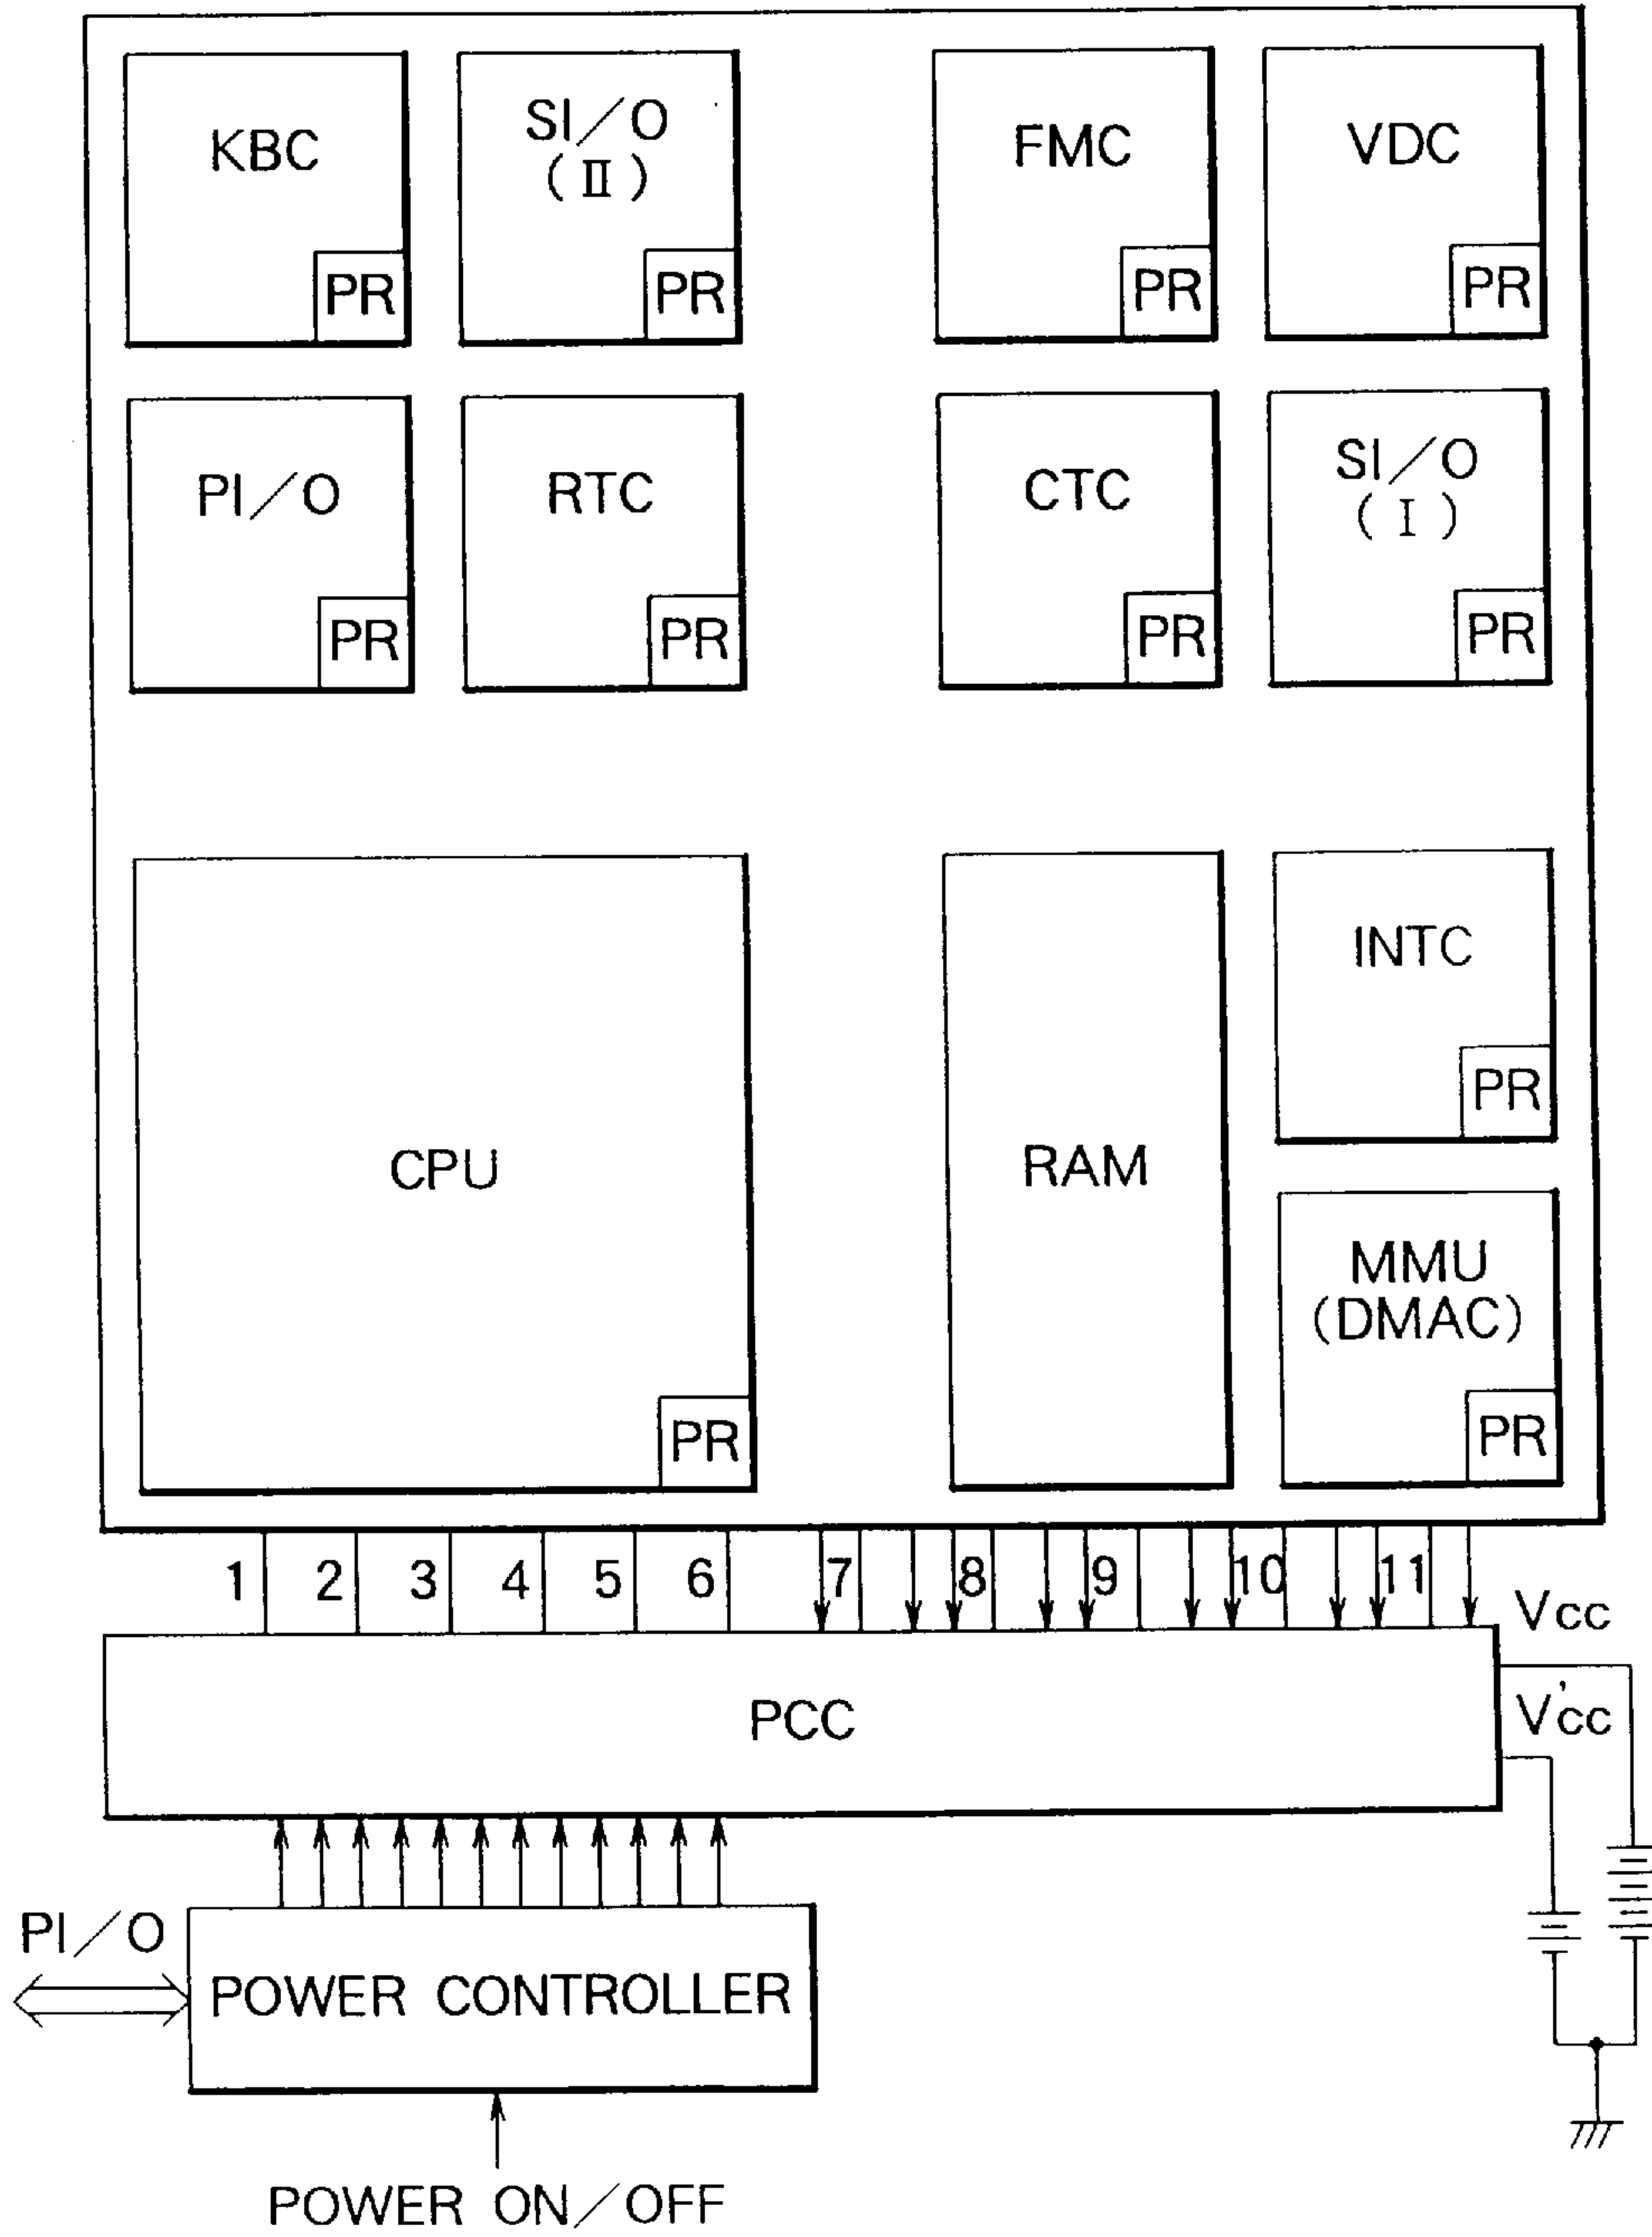 KBC
PR
SI/O
(II)
PR
FMC
PR
VDC
PR
PI/O
PR
RTC
PR
CTC
PR
SI/O
(I)
PR
CPU
PR
RAM
INTC
PR
MMU
(DMAC)
PR
1 2 3 4 5 6 7 8 9 10 11
Vcc
PCC
V'cc
PI/O
POWER CONTROLLER
POWER ON/OFF